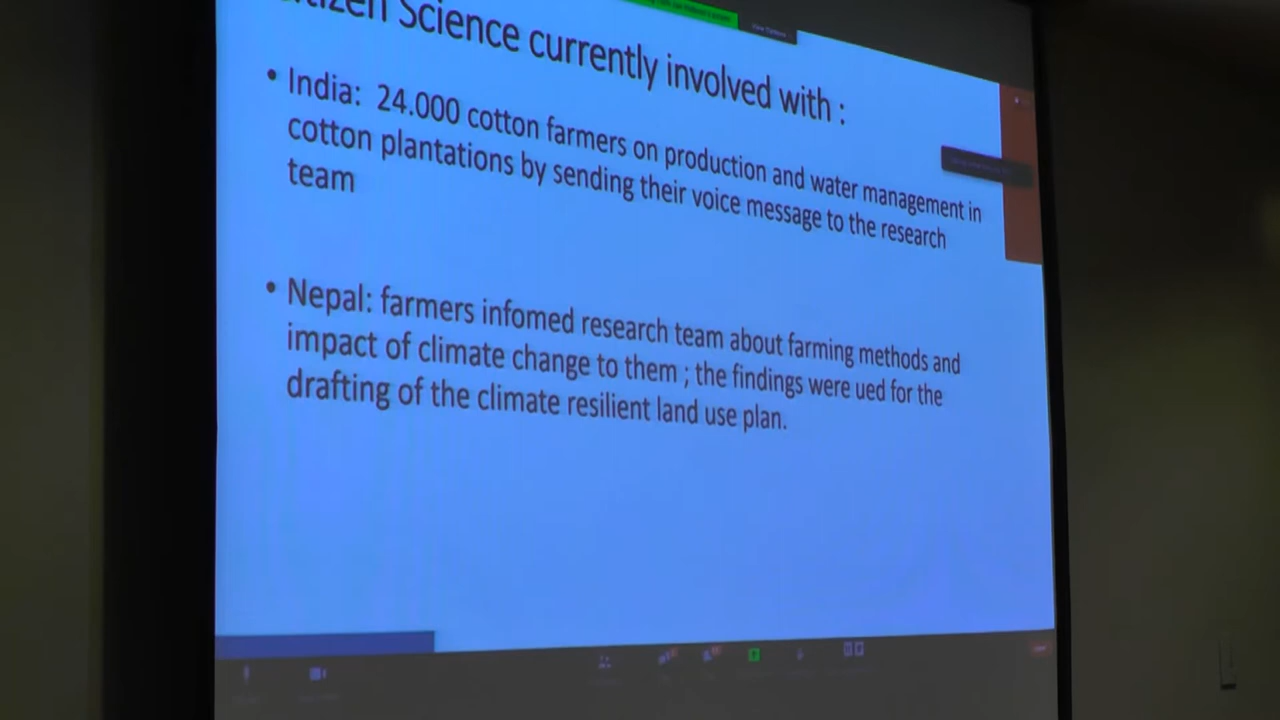 Science currently involved with :
• India: 24.000 cotton farmers on production and water management in
cotton plantations by sending their voice message to the research
team
• Nepal: farmers infomed research team about farming methods and
impact of climate change to them ; the findings were ued for the
drafting of the climate resilient land use plan.